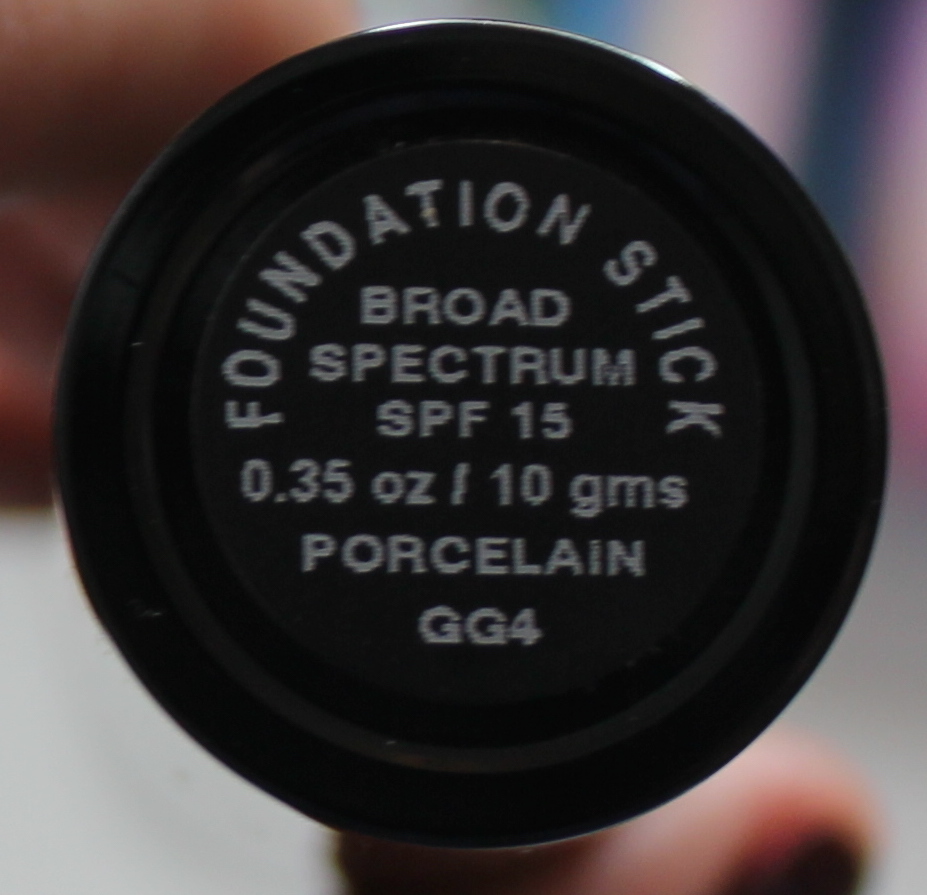 FOUNDATION STICK
BROAD
SPECTRUM
SPF 15
0.35 oz / 10 gms
PORCELAiN
GG4